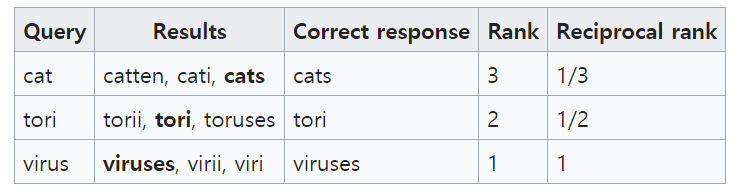 Query Results Correct response Rank Reciprocal rank
cat catten, cati, cats cats 3 1/3
tori torii, tori, toruses tori 2 1/2
virus viruses, virii, viri viruses 1 1